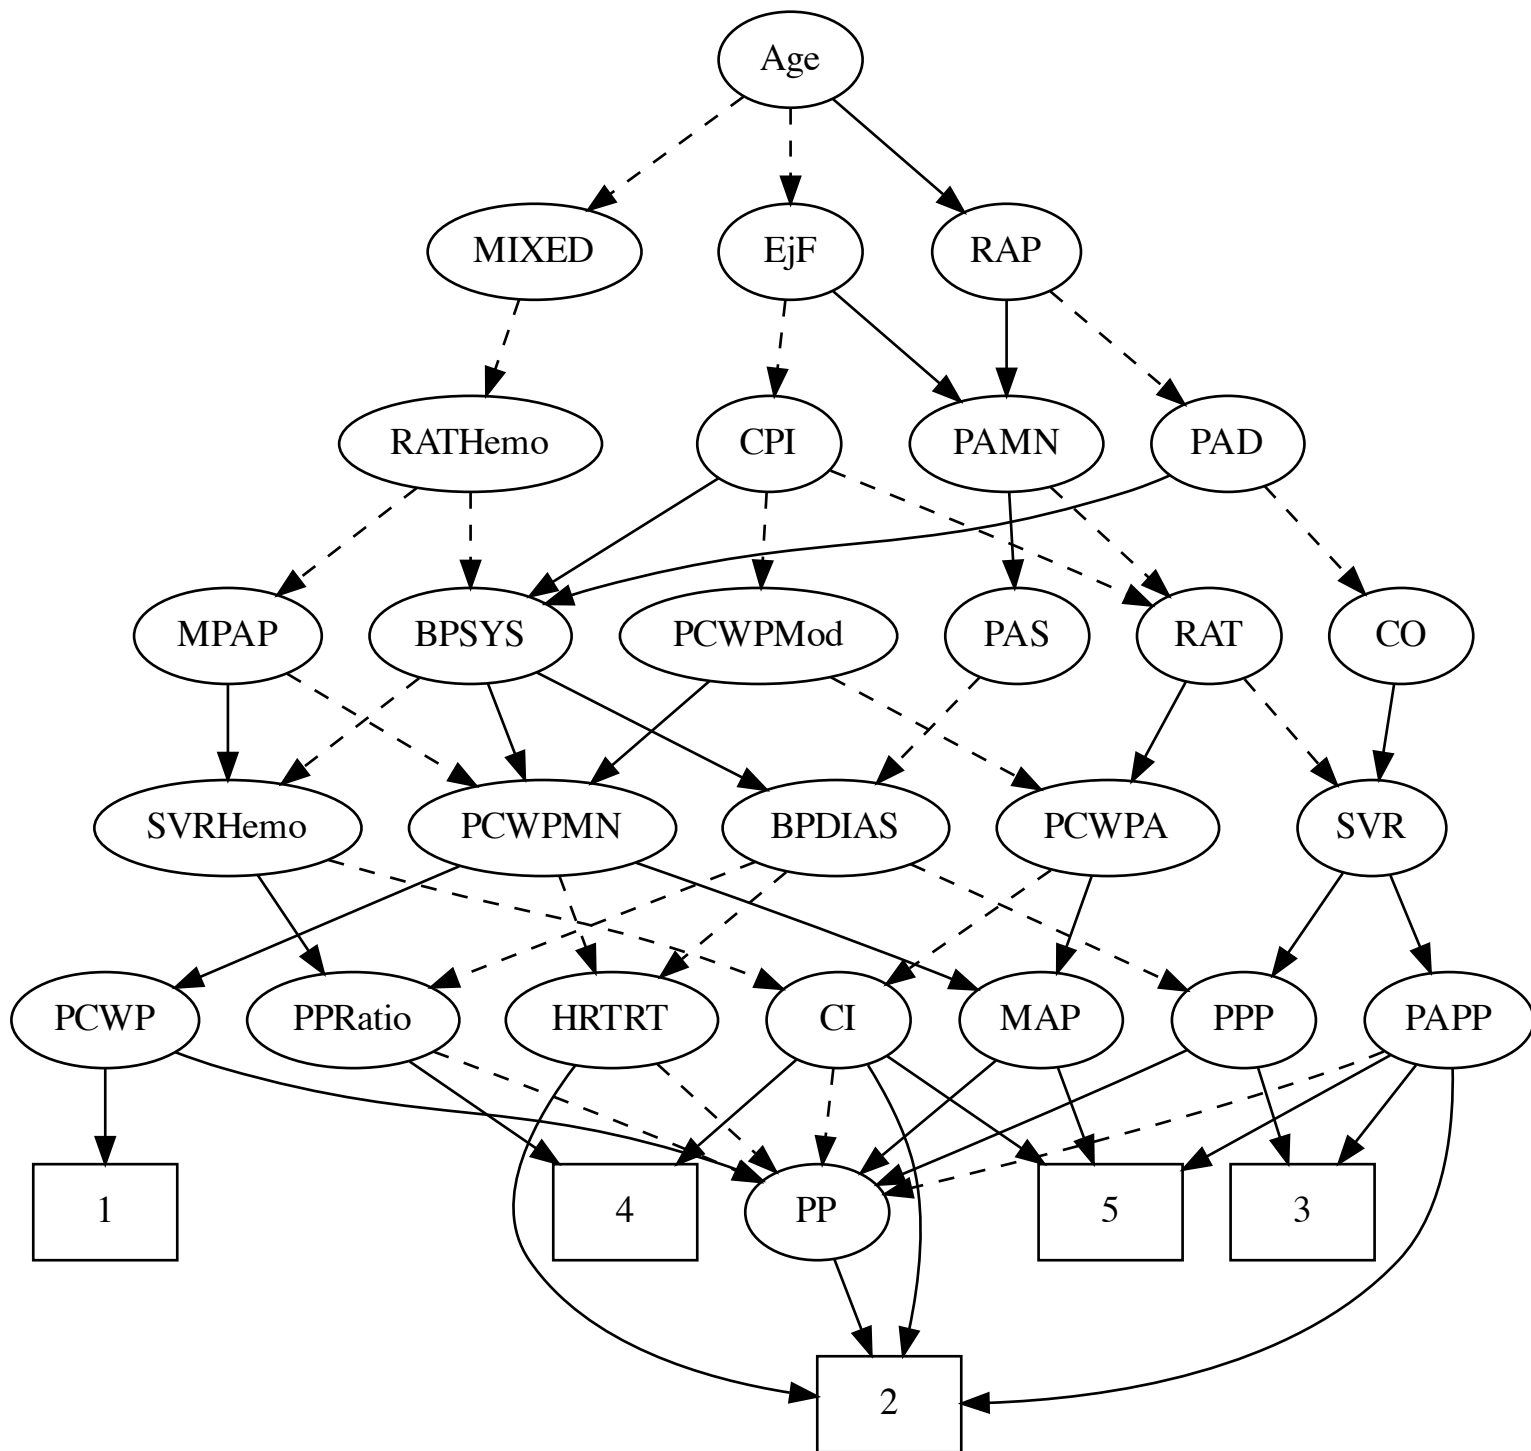 Age
MIXED
EjF
RAP
RATHemo
CPI
PAMN
PAD
MPAP
BPSYS
PCWPMod
PAS
RAT
CO
SVRHemo
PCWPMN
BPDIAS
PCWPA
SVR
PCWP
PPRatio
HRTRT
CI
MAP
PPP
PAPP
1
4
PP
5
3
2